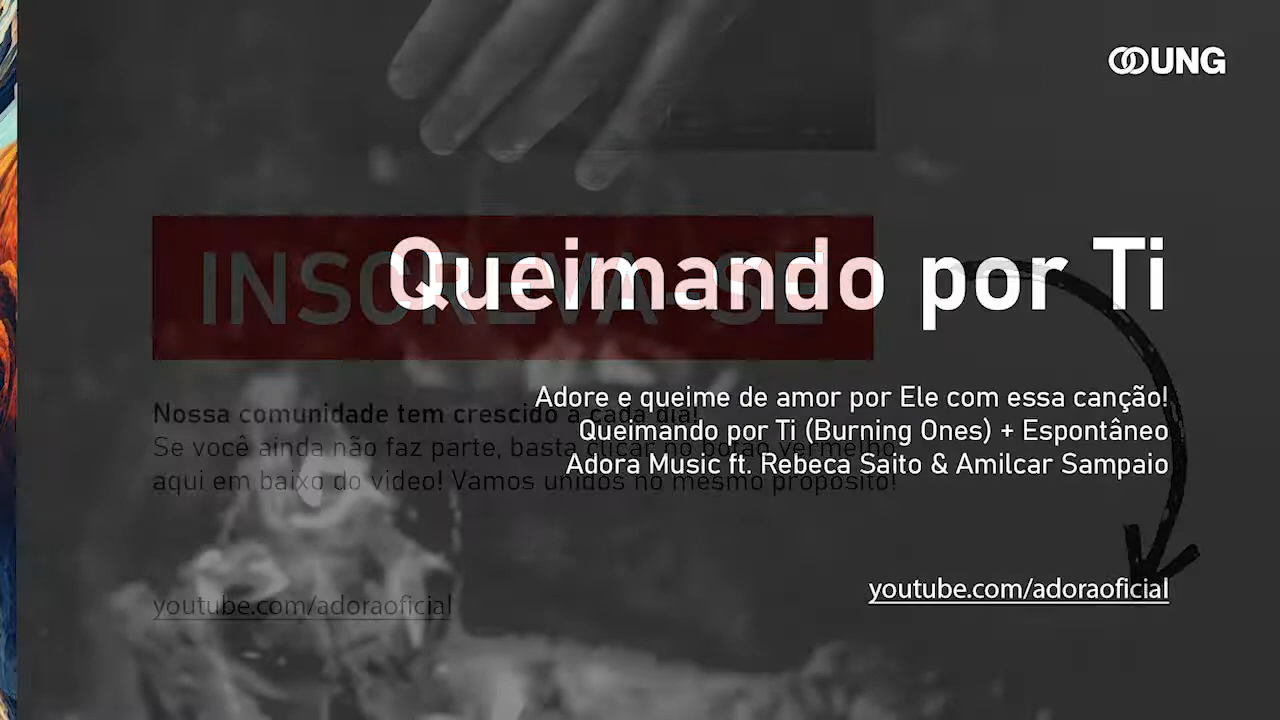 UNG
INSCREVA-SE
Queimando por Ti
Adore e queime de amor por Ele com essa canção!
Queimando por Ti (Burning Ones) + Espontâneo
Adora Music ft. Rebeca Saito & Amilcar Sampaio
Nossa comunidade tem crescido a cada dia!
Se você ainda não faz parte, basta clicar no botão vermelho
aqui em baixo do video! Vamos unidos no mesmo propósito!
youtube.com/adoraoficial
youtube.com/adoraoficial